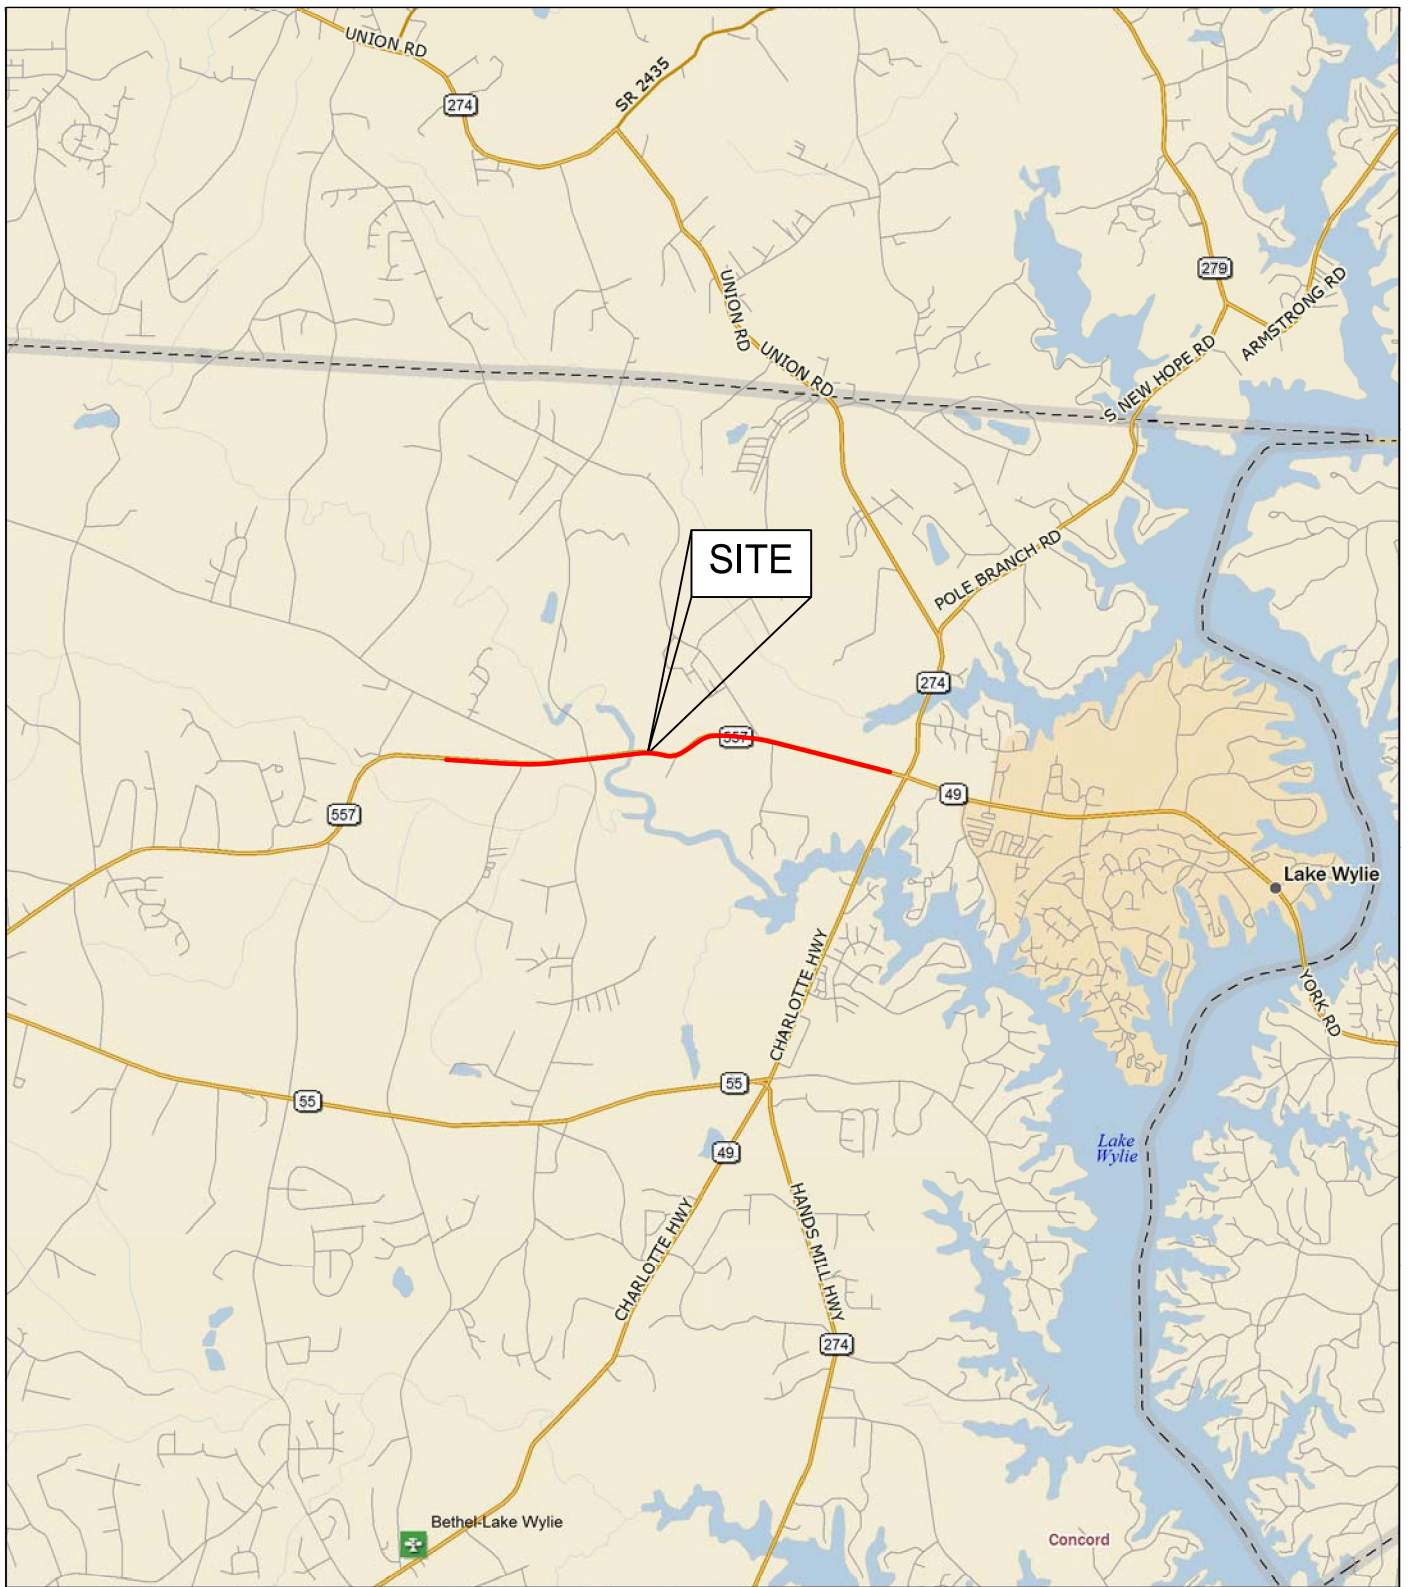 UNION RD
SR 2435
274
279
UNION RD
ARMSTRONG RD
UNION RD
S NEW HOPE RD
SITE
POLE BRANCH RD
274
557
49
557
Lake Wylie
CHARLOTTE HWY
YORK RD
55
55
Lake
Wylie
49
HANDS MILL HWY
CHARLOTTE HWY
274
Bethel-Lake Wylie
Concord